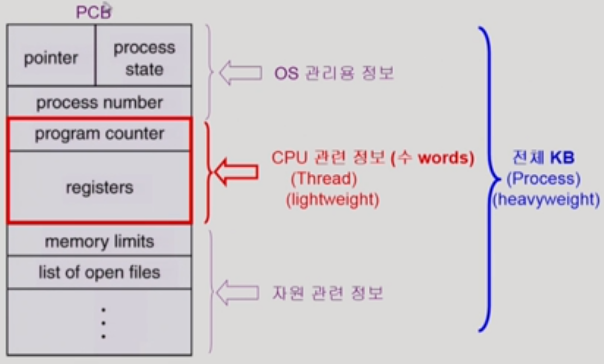 PCB
pointer
process
state
process number
program counter
registers
memory limits
list of open files
OS 관리용 정보
CPU 관련 정보 (수 words)
(Thread)
(lightweight)
자원 관련 정보
전체 KB
(Process)
(heavyweight)